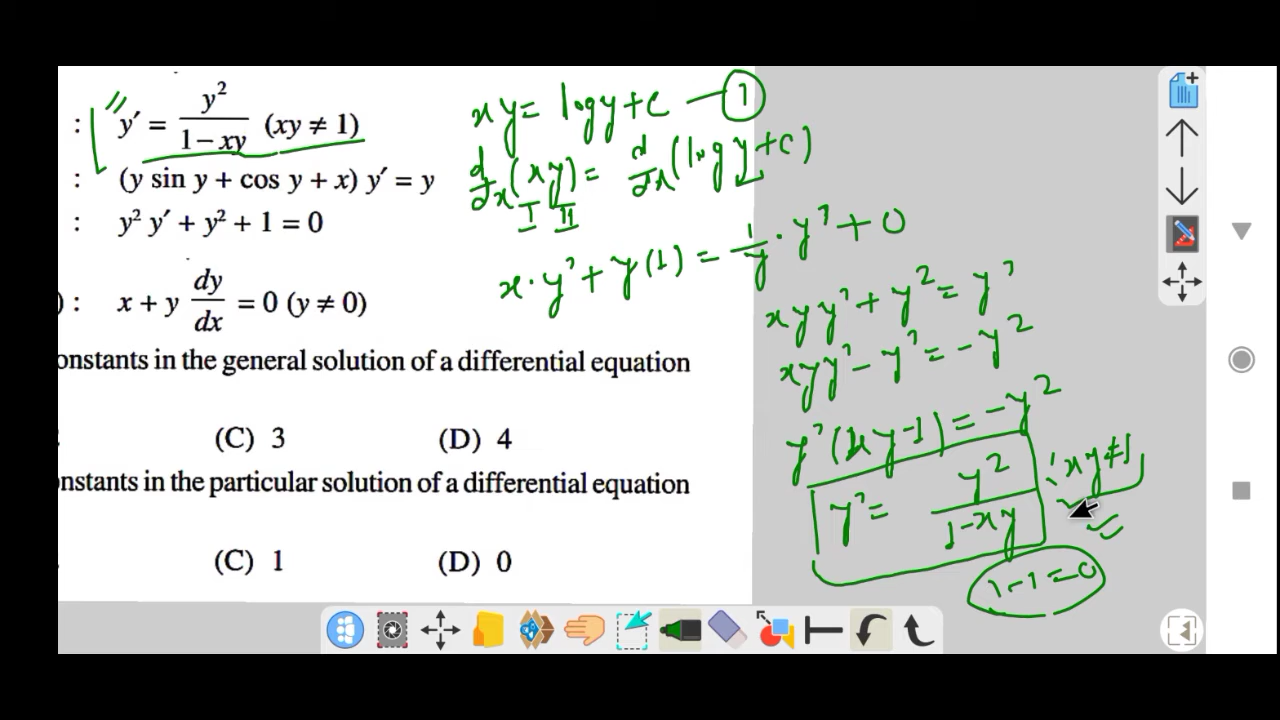 : y′ = y²/(1 – xy) (xy ≠ 1)
: (y sin y + cos y + x) y′ = y
: y² y′ + y² + 1 = 0
) : x + y dy/dx = 0 (y ≠ 0)
onstants in the general solution of a differential equation
(C) 3 (D) 4
nstants in the particular solution of a differential equation
(C) 1 (D) 0
xy = log y + c — 1
d/dx (xy) = d/dx (log y + c)
I II
x · y' + y(1) = 1/y · y' + 0
xyy' + y² = y'
xyy' – y' = –y²
y'(xy–1) = –y²
y' = y²/(1–xy) (xy≠1)
1–1=0